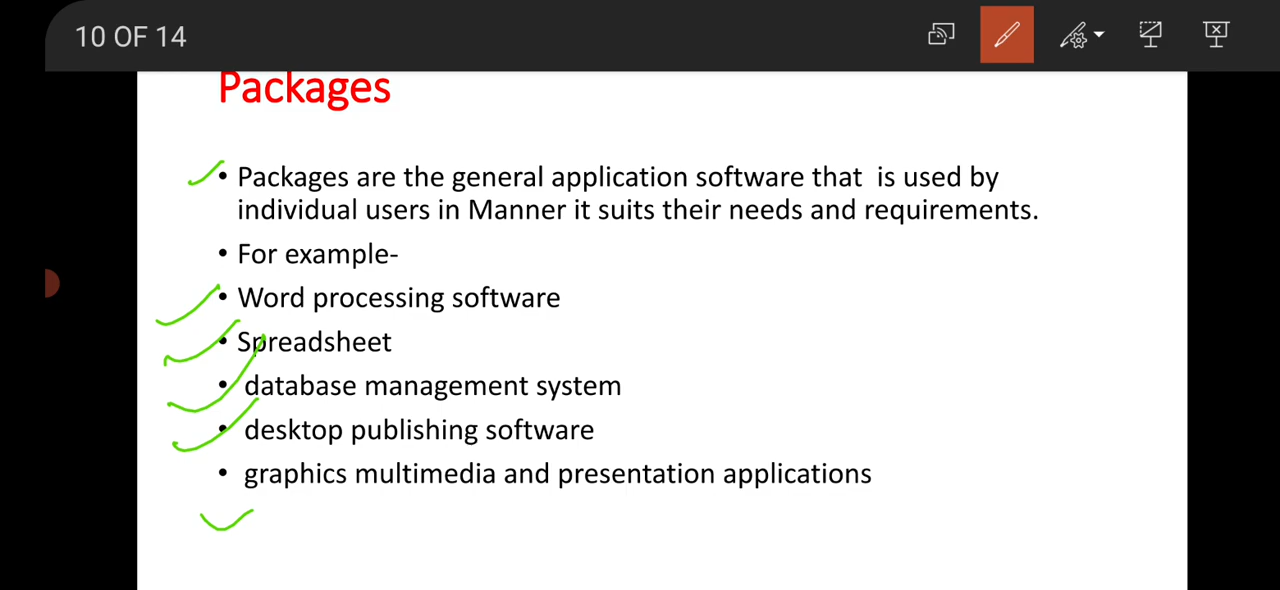 10 OF 14
Packages
• Packages are the general application software that is used by
individual users in Manner it suits their needs and requirements.
• For example-
• Word processing software
• Spreadsheet
• database management system
• desktop publishing software
• graphics multimedia and presentation applications